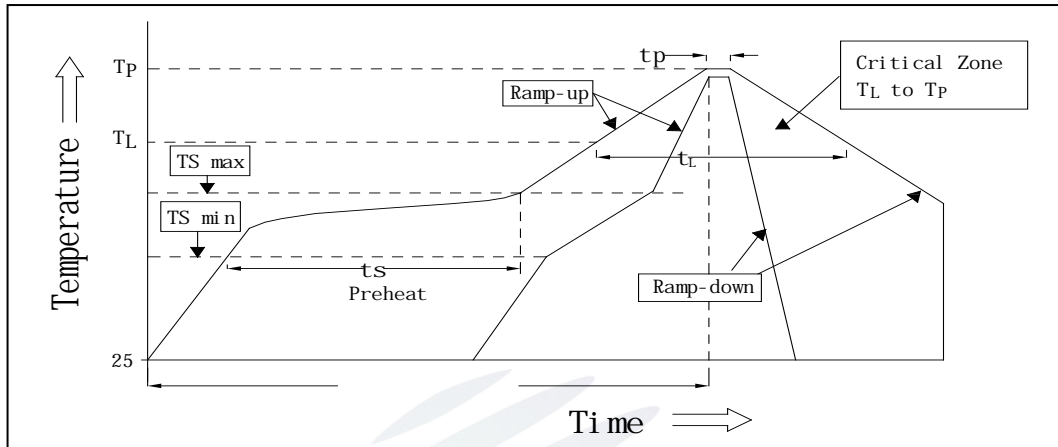 tp
TP
Ramp-up
Critical Zone
TL to TP
TL
TS max
tL
TS min
ts
Preheat
Ramp-down
25
Temperature
Time